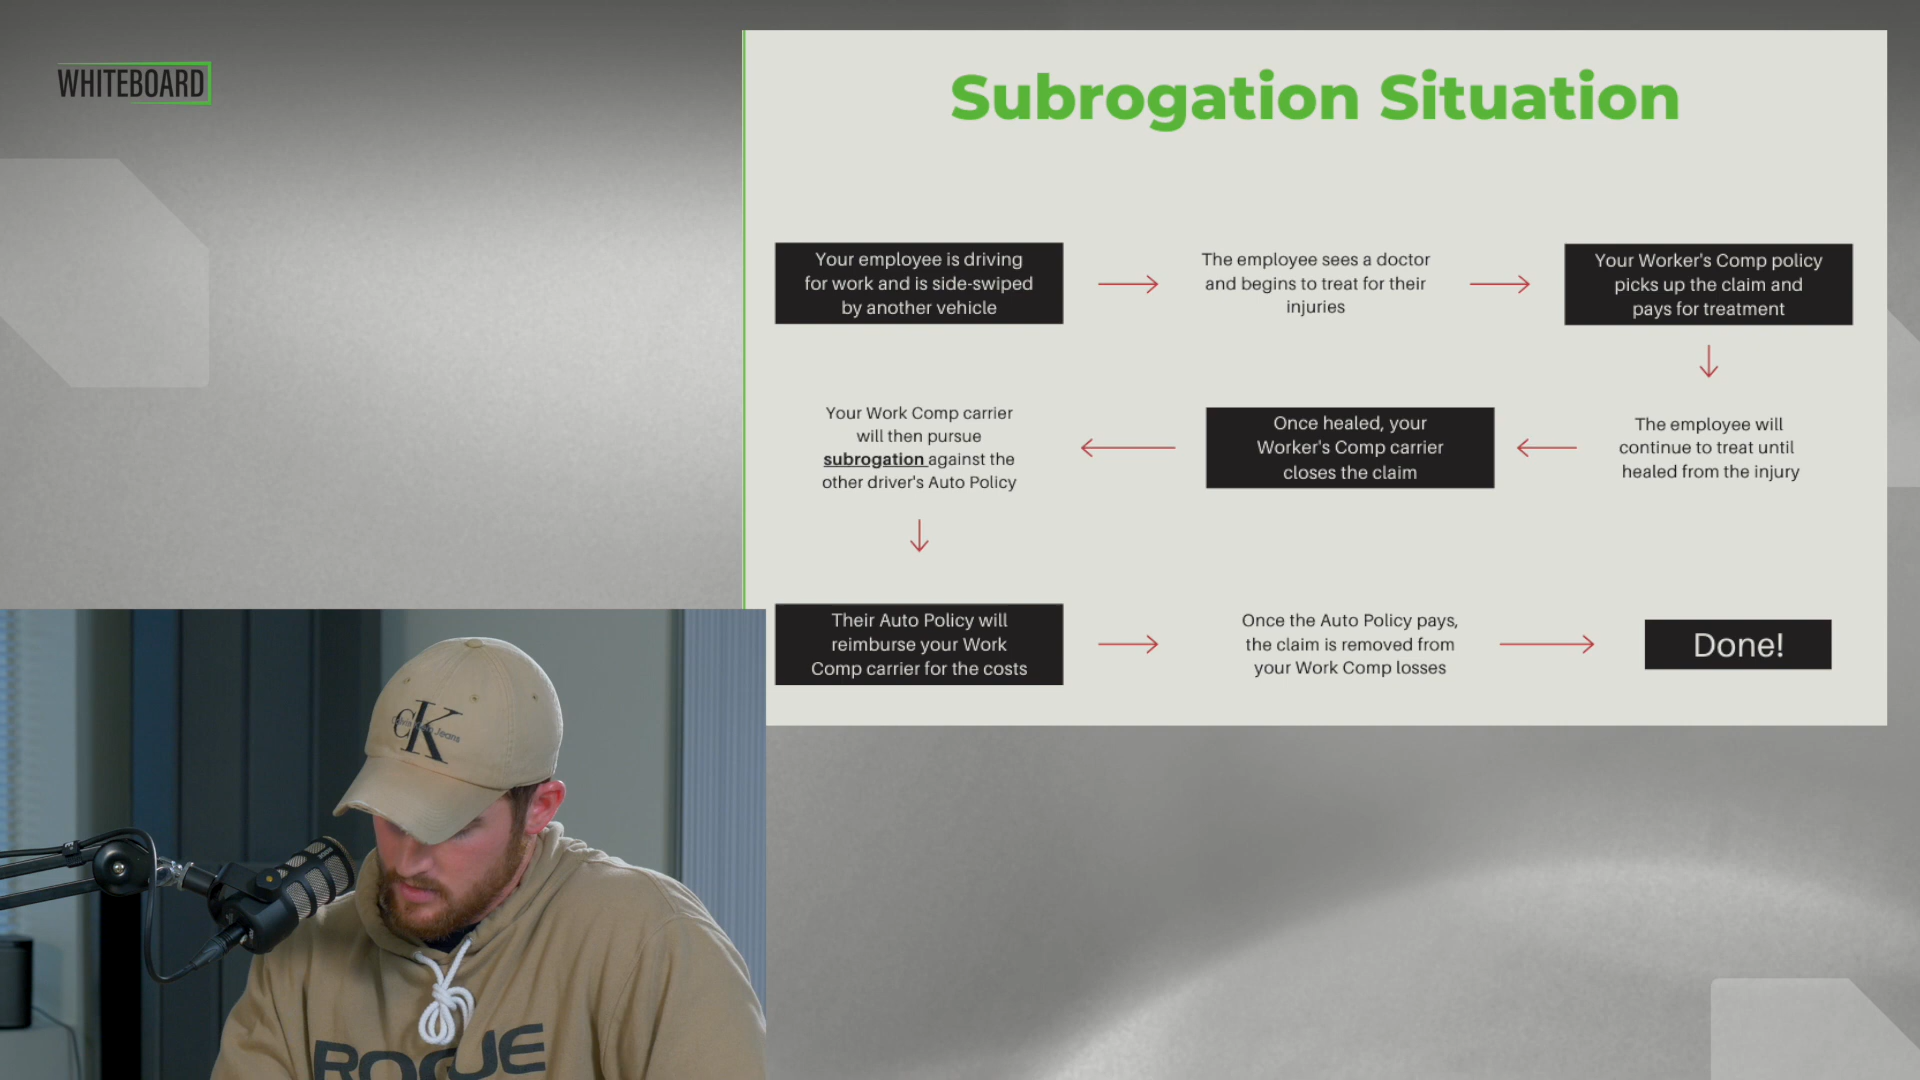 WHITEBOARD
Subrogation Situation
Your employee is driving
for work and is side-swiped
by another vehicle
The employee sees a doctor
and begins to treat for their
injuries
Your Worker's Comp policy
picks up the claim and
pays for treatment
The employee will
continue to treat until
healed from the injury
Once healed, your
Worker's Comp carrier
closes the claim
Your Work Comp carrier
will then pursue
subrogation against the
other driver's Auto Policy
Their Auto Policy will
reimburse your Work
Comp carrier for the costs
Once the Auto Policy pays,
the claim is removed from
your Work Comp losses
Done!
CK
Calvin Klein Jeans
ROGUE